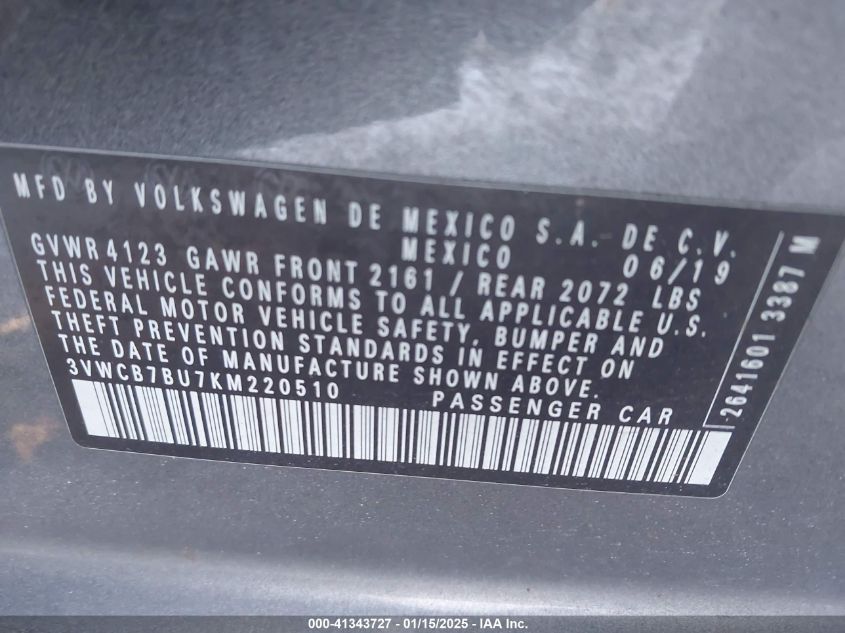 MFD BY VOLKSWAGEN DE MEXICO S.A. DE C.V.
MEXICO 06/19
GVWR 4123 GAWR FRONT 2161 / REAR 2072 LBS
THIS VEHICLE CONFORMS TO ALL APPLICABLE U.S.
FEDERAL MOTOR VEHICLE SAFETY, BUMPER AND
THEFT PREVENTION STANDARDS IN EFFECT ON
THE DATE OF MANUFACTURE SHOWN ABOVE.
3VWCB7BU7KM220510 PASSENGER CAR
2641601 3387 M
000-41343727 - 01/15/2025 - IAA Inc.